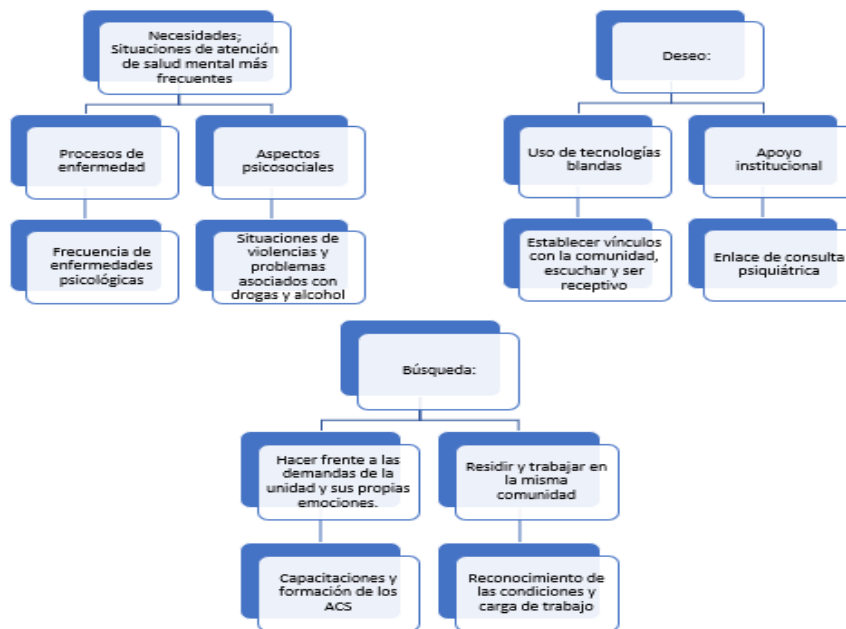 Necesidades;
Situaciones de atención
de salud mental más
frecuentes
Procesos de
enfermedad
Aspectos
psicosociales
Frecuencia de
enfermedades
psicológicas
Situaciones de
violencias y
problemas
asociados con
drogas y alcohol
Deseo:
Uso de tecnologías
blandas
Apoyo
institucional
Establecer vínculos
con la comunidad,
escuchar y ser
receptivo
Enlace de consulta
psiquiátrica
Búsqueda:
Hacer frente a las
demandas de la
unidad y sus propias
emociones.
Residir y trabajar en
la misma
comunidad
Capacitaciones y
formación de los
ACS
Reconocimiento de
las condiciones y
carga de trabajo